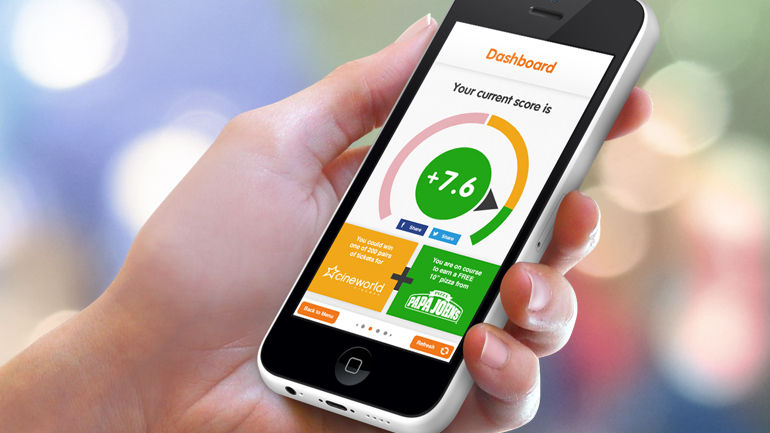 Dashboard
Your current score is
+7.6
Share
Share
You could win
one of 200 pairs
of tickets for
cineworld
You are on course
to earn a FREE
10" pizza from
+
PIZZA
PAPA JOHNS
Back to Menu
Refresh